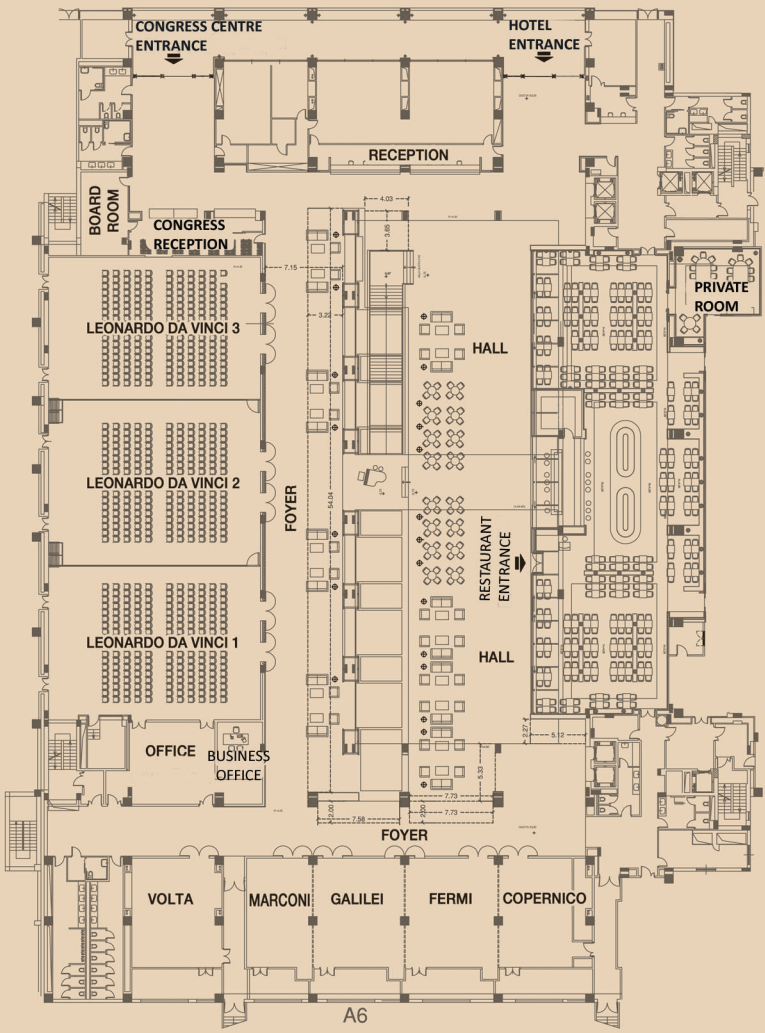 CONGRESS CENTRE
ENTRANCE
HOTEL
ENTRANCE
RECEPTION
BOARD
ROOM
CONGRESS
RECEPTION
4.03
3.65
7.15
3.22
PRIVATE
ROOM
LEONARDO DA VINCI 3
HALL
LEONARDO DA VINCI 2
FOYER
54.04
RESTAURANT
ENTRANCE
LEONARDO DA VINCI 1
HALL
OFFICE
BUSINESS
OFFICE
2.27
5.12
5.33
7.73
2.00
7.58
2.00
7.73
FOYER
VOLTA
MARCONI
GALILEI
FERMI
COPERNICO
A6